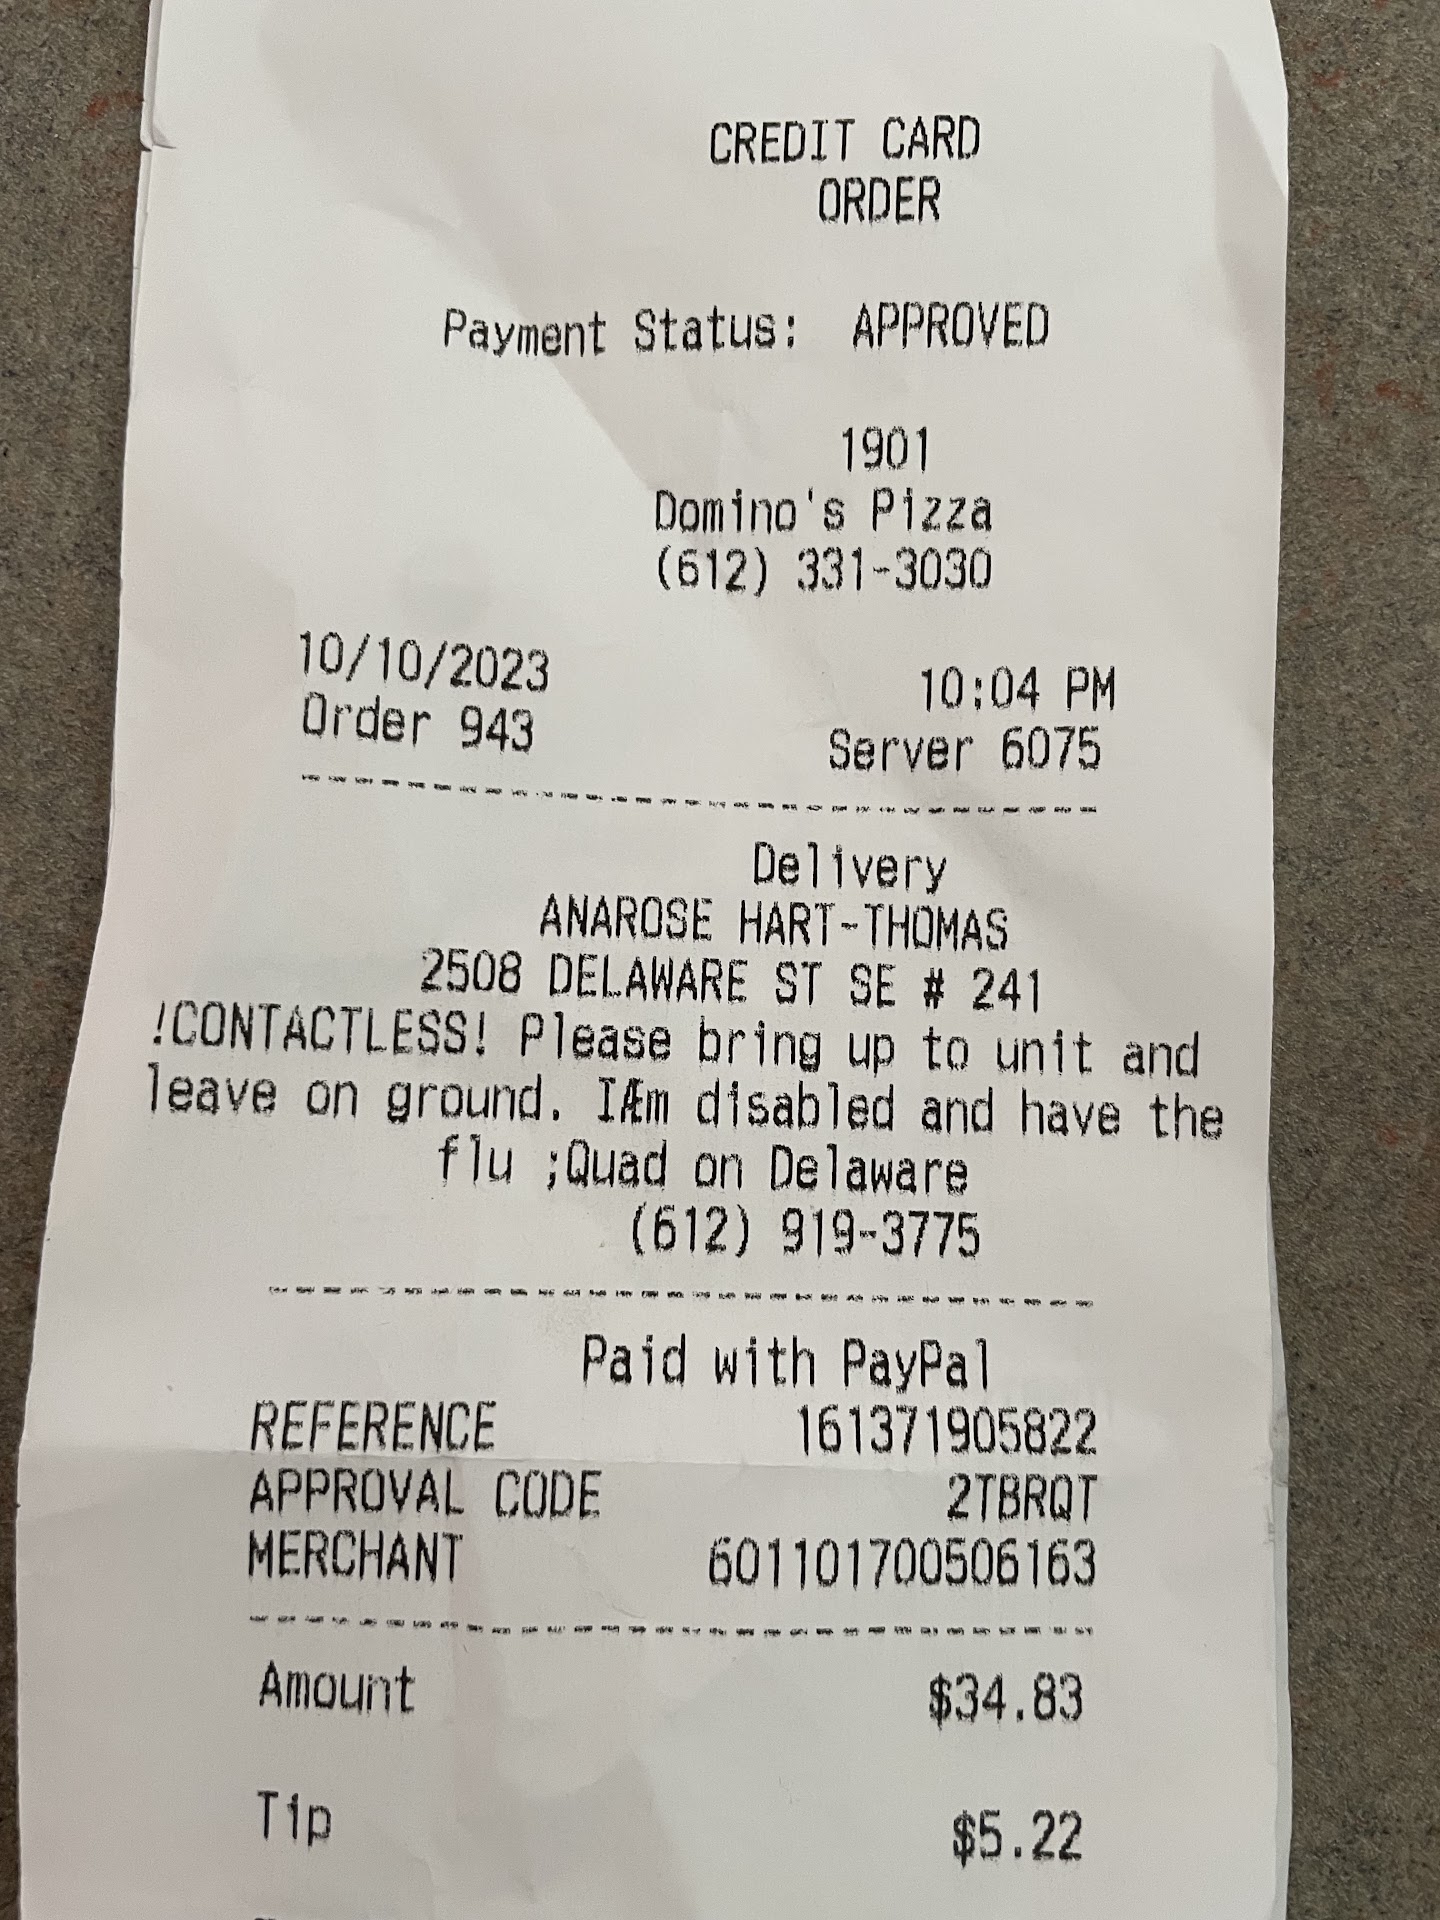 CREDIT CARD
ORDER
Payment Status: APPROVED
1901
Domino's Pizza
(612) 331-3030
10/10/2023 10:04 PM
Order 943 Server 6075
Delivery
ANAROSE HART-THOMAS
2508 DELAWARE ST SE # 241
!CONTACTLESS! Please bring up to unit and
leave on ground. IÆm disabled and have the
flu ;Quad on Delaware
(612) 919-3775
Paid with PayPal
REFERENCE 161371905822
APPROVAL CODE 2TBRQT
MERCHANT 601101700506163
Amount $34.83
Tip $5.22